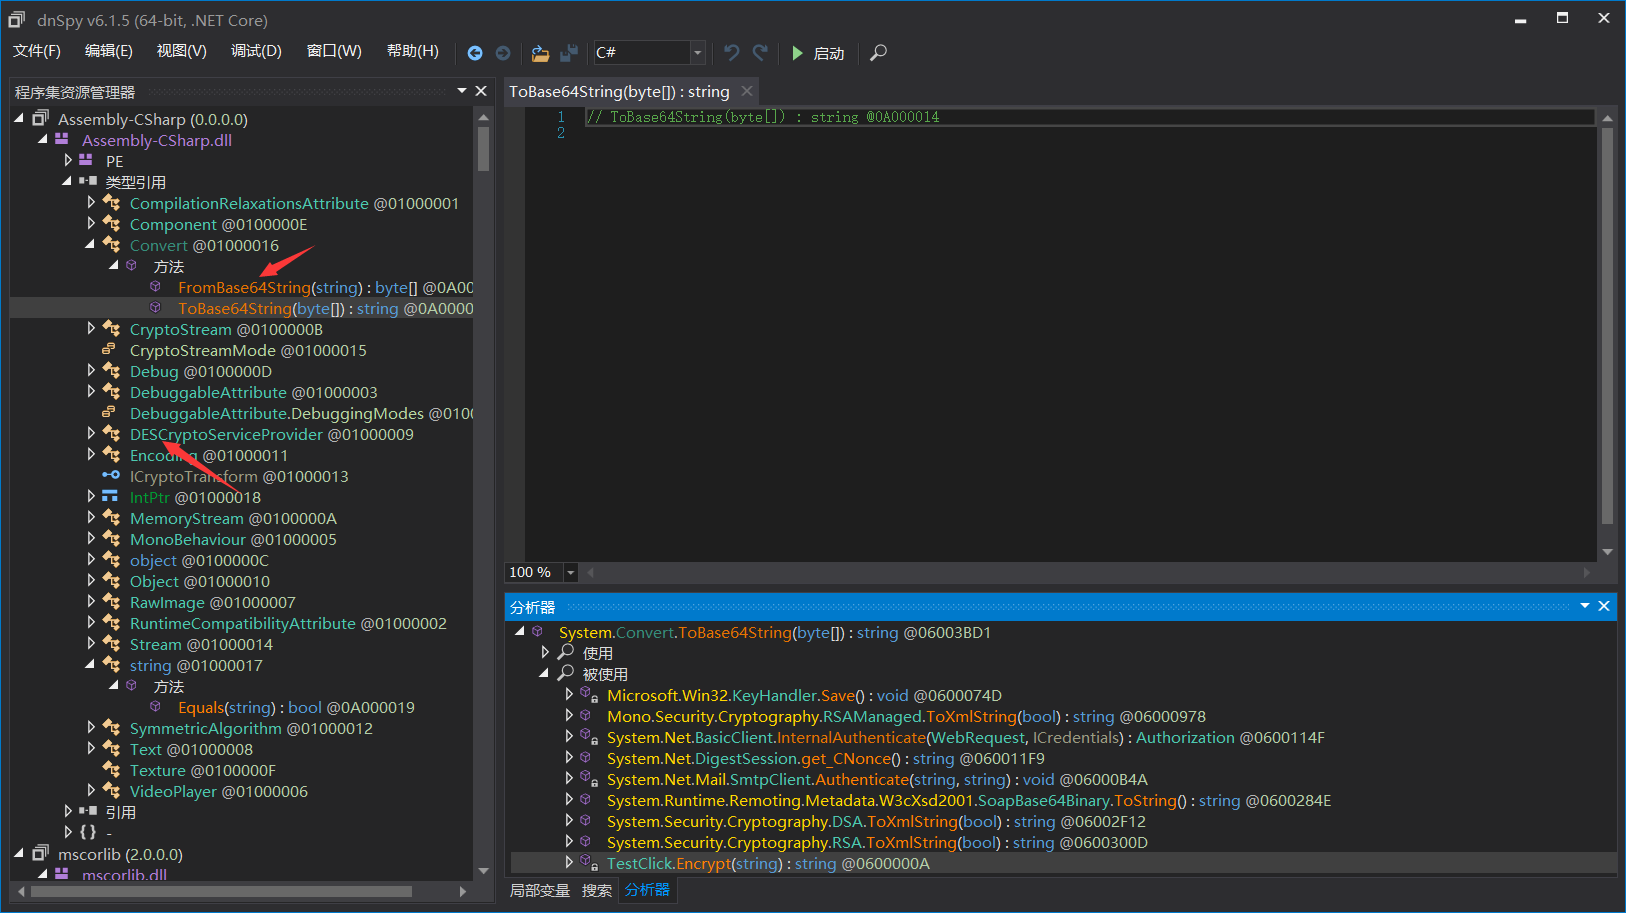 dnSpy v6.1.5 (64-bit, .NET Core)
文件(F) 编辑(E) 视图(V) 调试(D) 窗口(W) 帮助(H) C# 启动
程序集资源管理器
Assembly-CSharp (0.0.0.0)
Assembly-CSharp.dll
PE
类型引用
CompilationRelaxationsAttribute @01000001
Component @0100000E
Convert @01000016
方法
FromBase64String(string) : byte[] @0A00
ToBase64String(byte[]) : string @0A0000
CryptoStream @0100000B
CryptoStreamMode @01000015
Debug @0100000D
DebuggableAttribute @01000003
DebuggableAttribute.DebuggingModes @010
DESCryptoServiceProvider @01000009
Encoding @01000011
ICryptoTransform @01000013
IntPtr @01000018
MemoryStream @0100000A
MonoBehaviour @01000005
object @0100000C
Object @01000010
RawImage @01000007
RuntimeCompatibilityAttribute @01000002
Stream @01000014
string @01000017
方法
Equals(string) : bool @0A000019
SymmetricAlgorithm @01000012
Text @01000008
Texture @0100000F
VideoPlayer @01000006
引用
{ } -
mscorlib (2.0.0.0)
mscorlib.dll
ToBase64String(byte[]) : string
1 // ToBase64String(byte[]) : string @0A000014
2
100 %
分析器
System.Convert.ToBase64String(byte[]) : string @06003BD1
使用
被使用
Microsoft.Win32.KeyHandler.Save() : void @0600074D
Mono.Security.Cryptography.RSAManaged.ToXmlString(bool) : string @06000978
System.Net.BasicClient.InternalAuthenticate(WebRequest, ICredentials) : Authorization @0600114F
System.Net.DigestSession.get_CNonce() : string @060011F9
System.Net.Mail.SmtpClient.Authenticate(string, string) : void @06000B4A
System.Runtime.Remoting.Metadata.W3cXsd2001.SoapBase64Binary.ToString() : string @0600284E
System.Security.Cryptography.DSA.ToXmlString(bool) : string @06002F12
System.Security.Cryptography.RSA.ToXmlString(bool) : string @0600300D
TestClick.Encrypt(string) : string @0600000A
局部变量 搜索 分析器